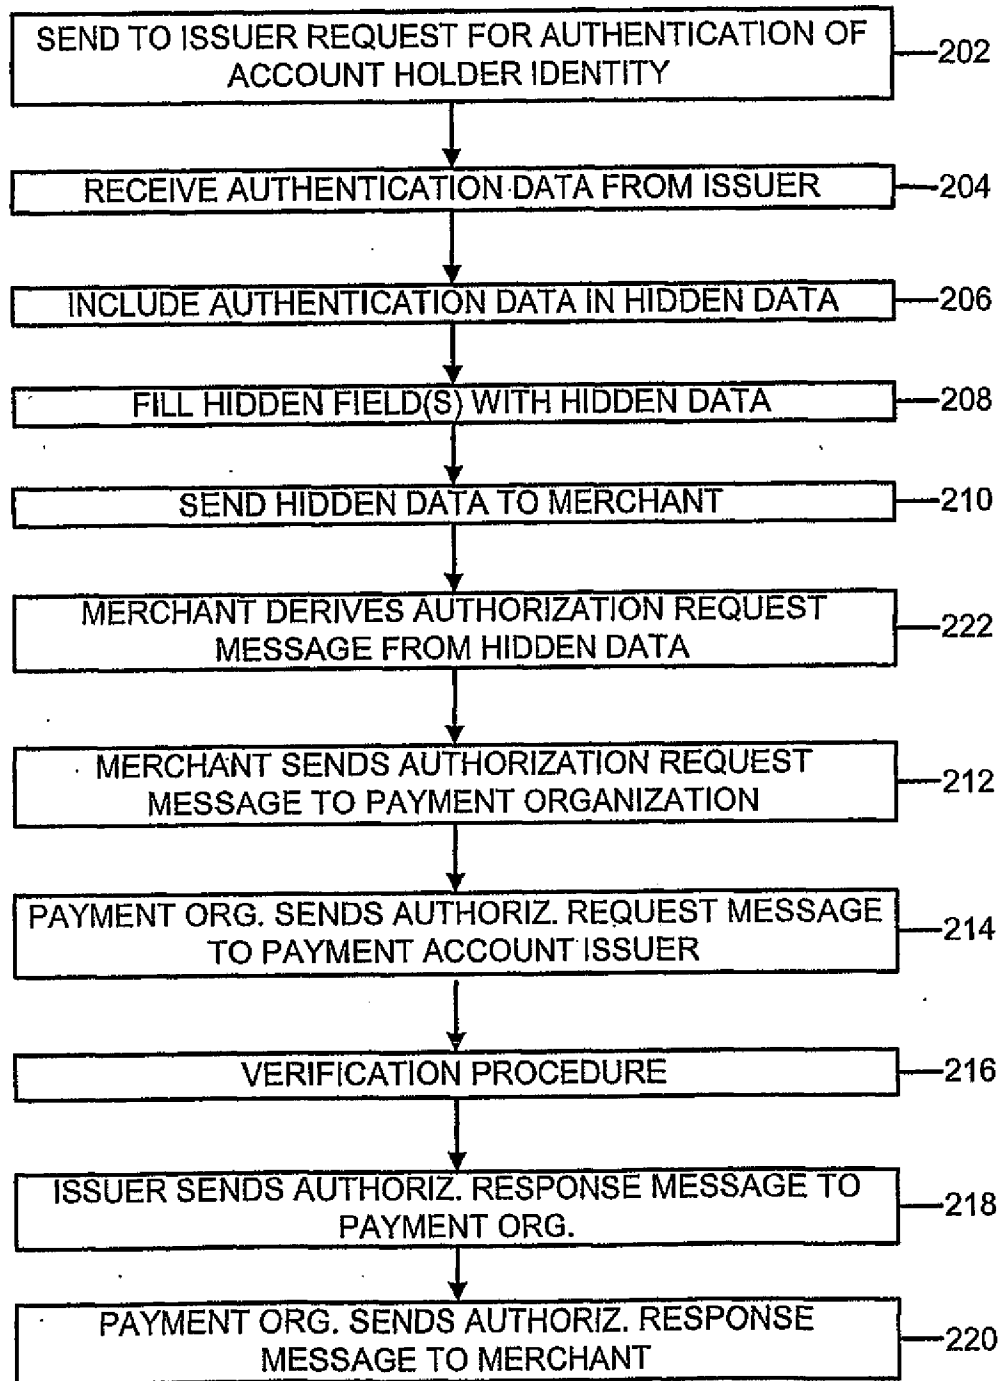 SEND TO ISSUER REQUEST FOR AUTHENTICATION OF
ACCOUNT HOLDER IDENTITY
202
RECEIVE AUTHENTICATION DATA FROM ISSUER
204
INCLUDE AUTHENTICATION DATA IN HIDDEN DATA
206
FILL HIDDEN FIELD(S) WITH HIDDEN DATA
208
SEND HIDDEN DATA TO MERCHANT
210
MERCHANT DERIVES AUTHORIZATION REQUEST
MESSAGE FROM HIDDEN DATA
222
MERCHANT SENDS AUTHORIZATION REQUEST
MESSAGE TO PAYMENT ORGANIZATION
212
PAYMENT ORG. SENDS AUTHORIZ. REQUEST MESSAGE
TO PAYMENT ACCOUNT ISSUER
214
VERIFICATION PROCEDURE
216
ISSUER SENDS AUTHORIZ. RESPONSE MESSAGE TO
PAYMENT ORG.
218
PAYMENT ORG. SENDS AUTHORIZ. RESPONSE
MESSAGE TO MERCHANT
220